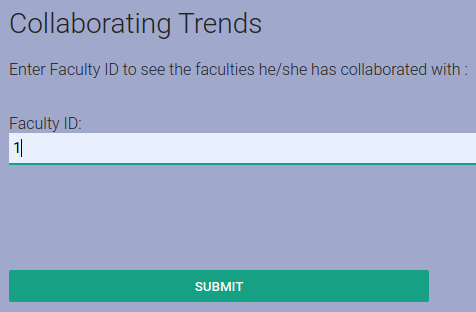 Collaborating Trends
Enter Faculty ID to see the faculties he/she has collaborated with :
Faculty ID:
1
SUBMIT